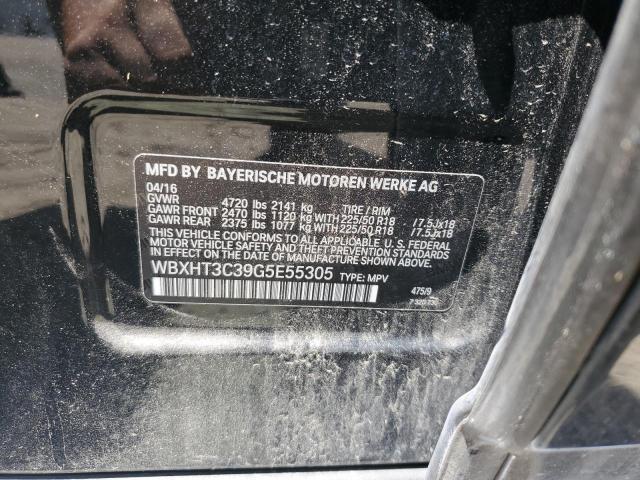 MFD BY BAYERISCHE MOTOREN WERKE AG
04/16
GVWR 4720 lbs 2141 kg TIRE / RIM
GAWR FRONT 2470 lbs 1120 kg WITH 225/50 R18 /7.5Jx18
GAWR REAR 2375 lbs 1077 kg WITH 225/50 R18 /7.5Jx18
THIS VEHICLE CONFORMS TO ALL APPLICABLE U.S. FEDERAL
MOTOR VEHICLE SAFETY AND THEFT PREVENTION STANDARDS
IN EFFECT ON THE DATE OF MANUFACTURE SHOWN ABOVE.
WBXHT3C39G5E55305 TYPE: MPV
475/9